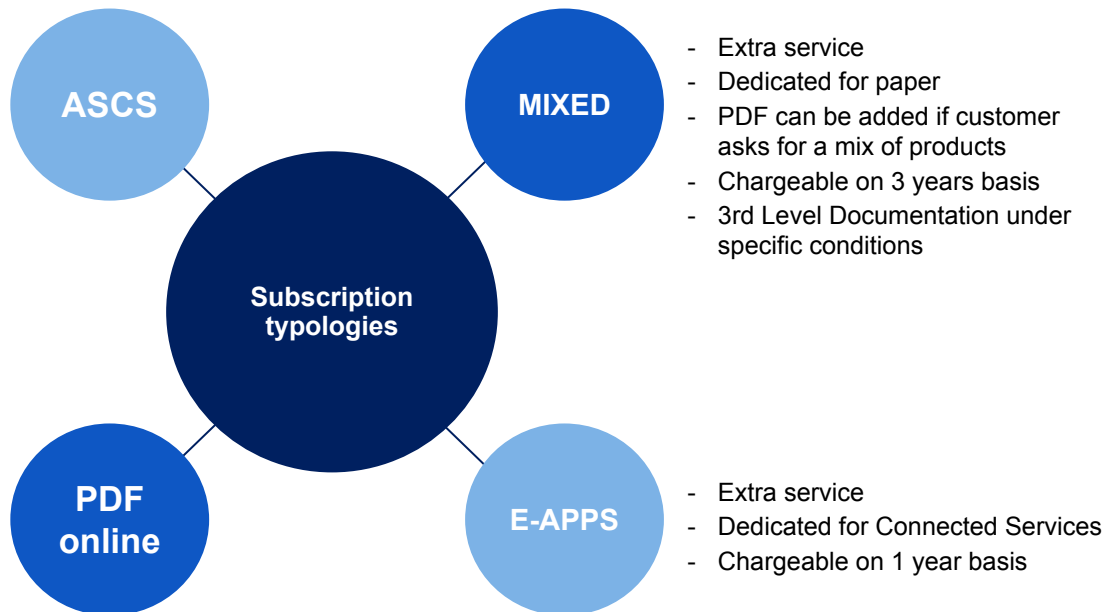 ASCS
MIXED
- Extra service
- Dedicated for paper
- PDF can be added if customer
asks for a mix of products
- Chargeable on 3 years basis
- 3rd Level Documentation under
specific conditions
Subscription
typologies
PDF
online
E-APPS
- Extra service
- Dedicated for Connected Services
- Chargeable on 1 year basis